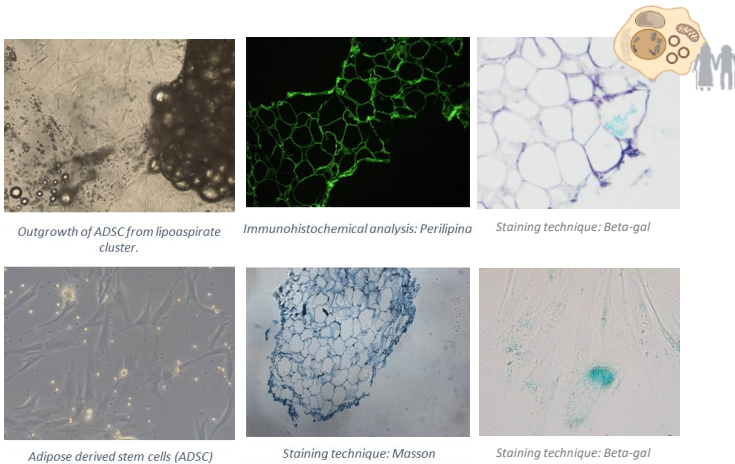 Outgrowth of ADSC from lipoaspirate
cluster.
Immunohistochemical analysis: Perilipina
Staining technique: Beta-gal
Adipose derived stem cells (ADSC)
Staining technique: Masson
Staining technique: Beta-gal